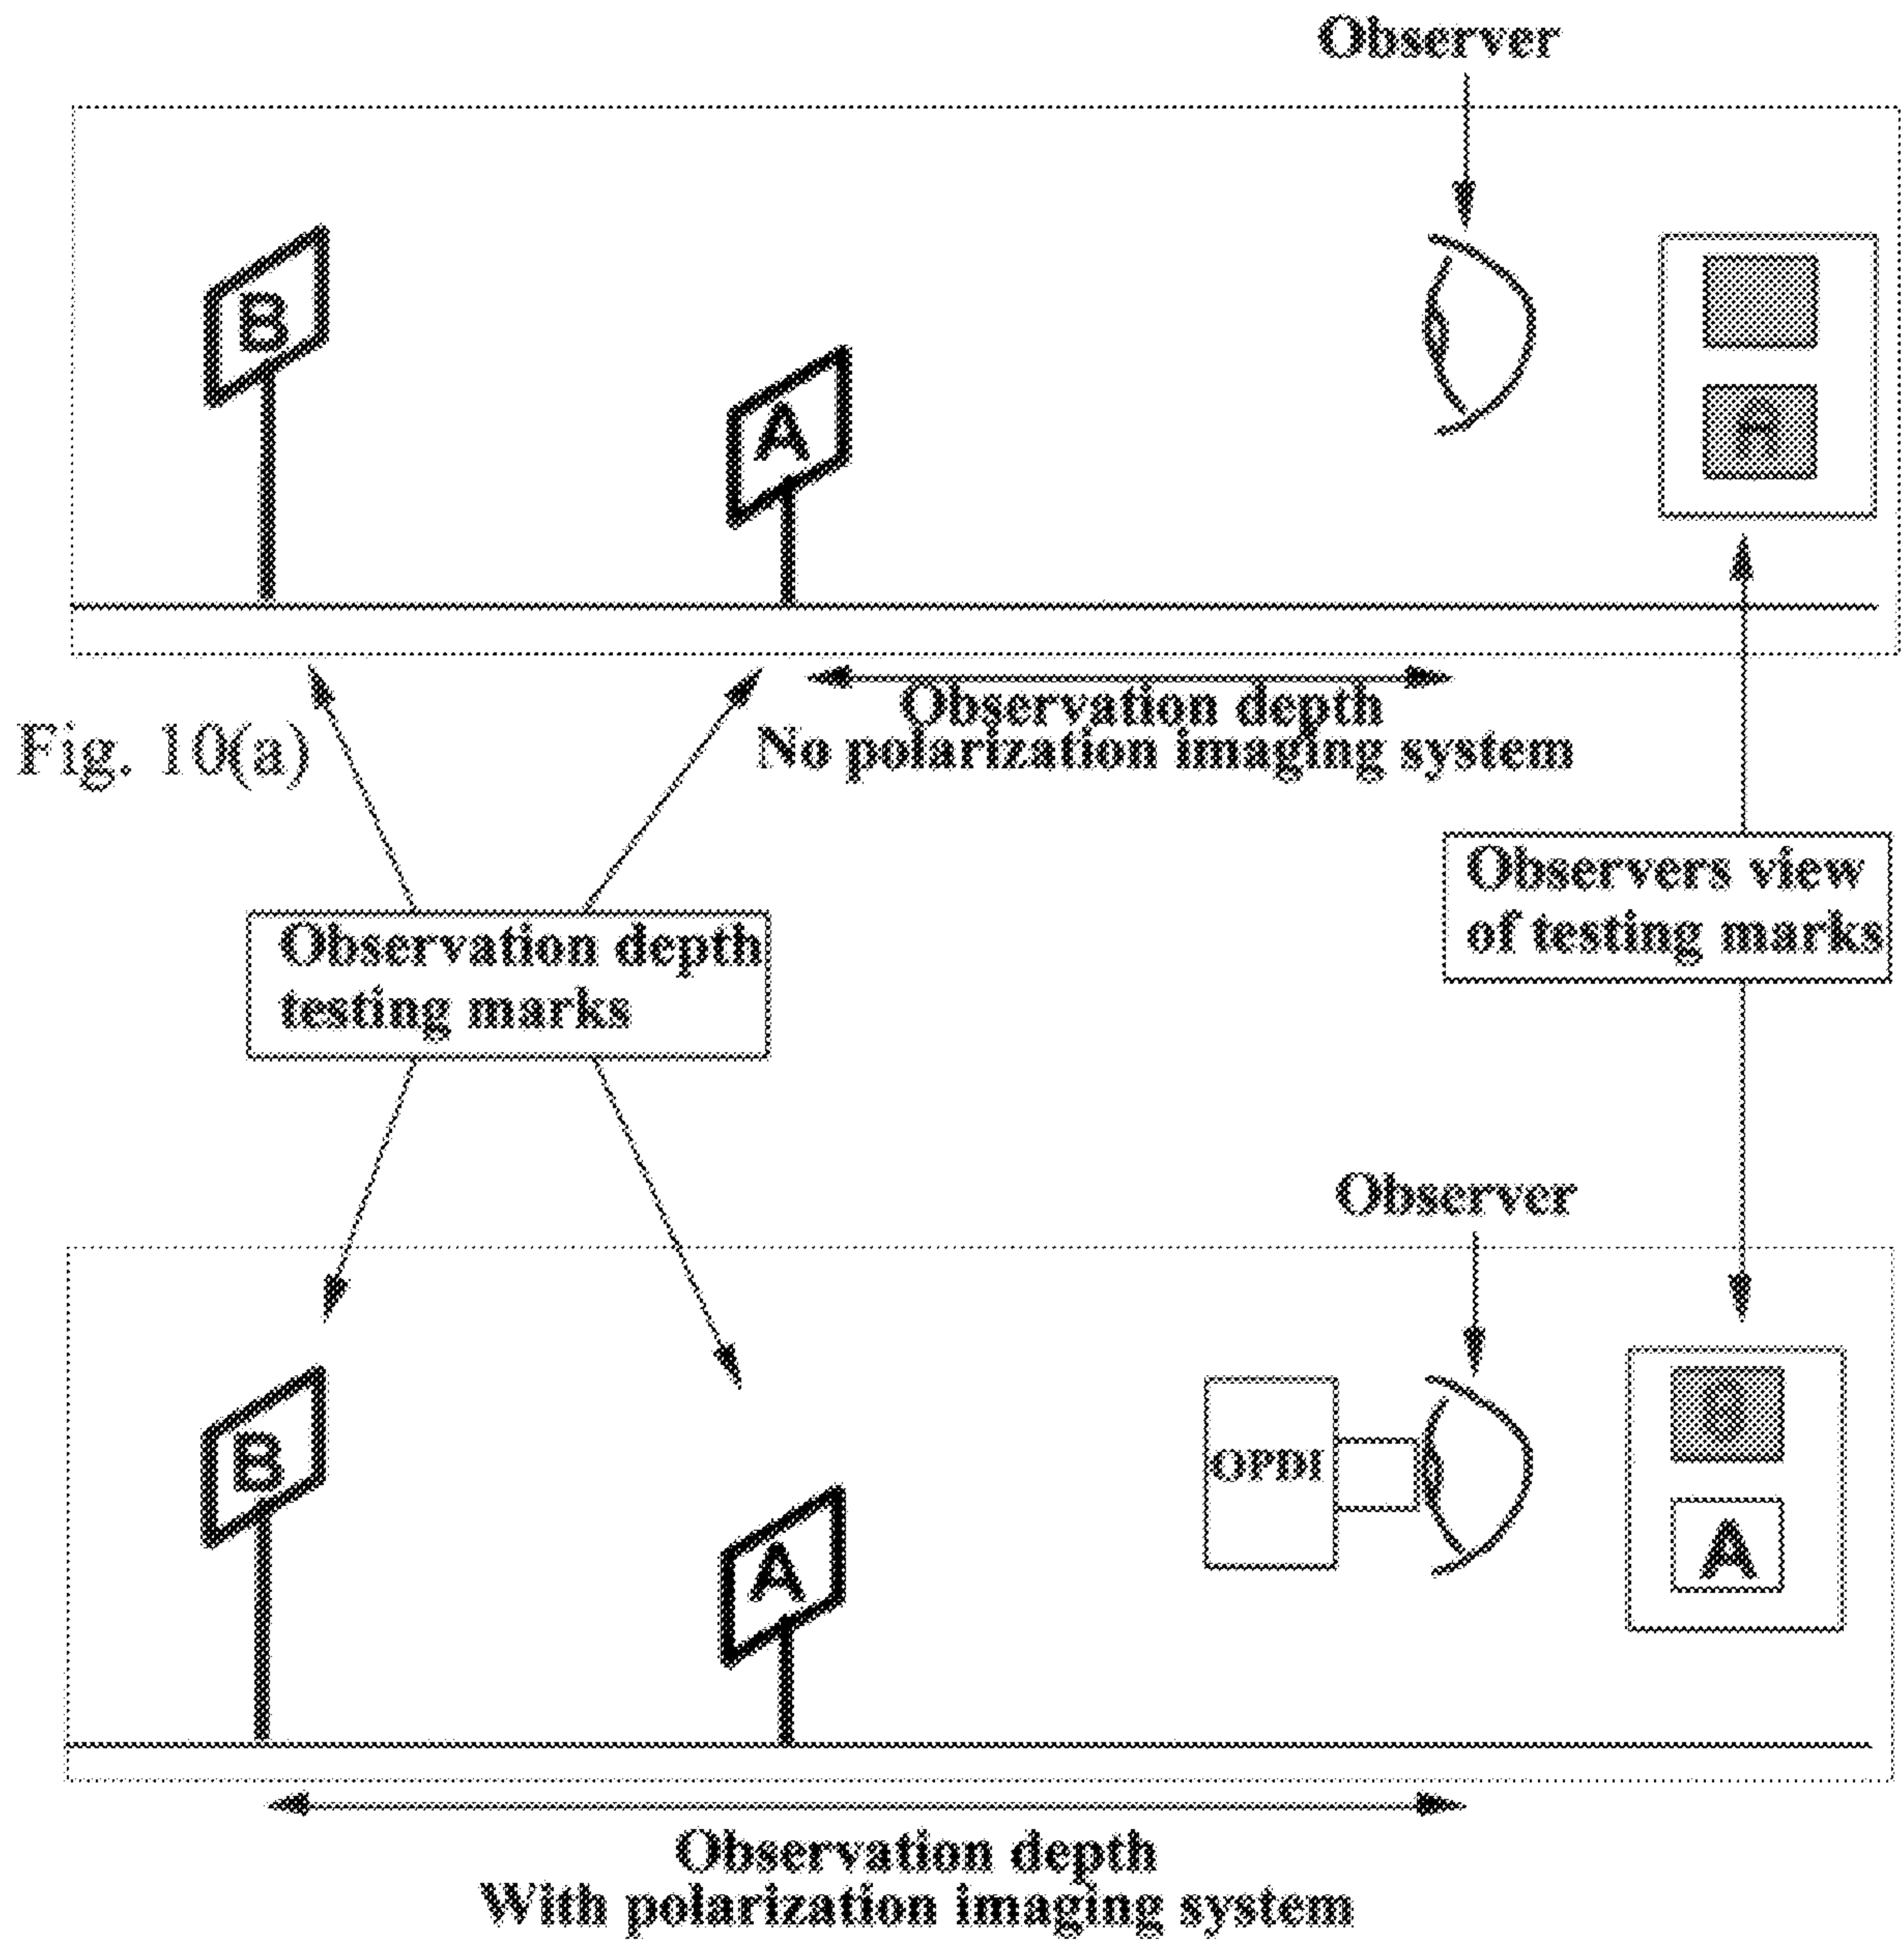 Observer
B
A
A
Observation depth
No polarization imaging system
Fig. 10(a)
Observers view
of testing marks
Observation depth
testing marks
Observer
B
A
OPDI
A
Observation depth
With polarization imaging system